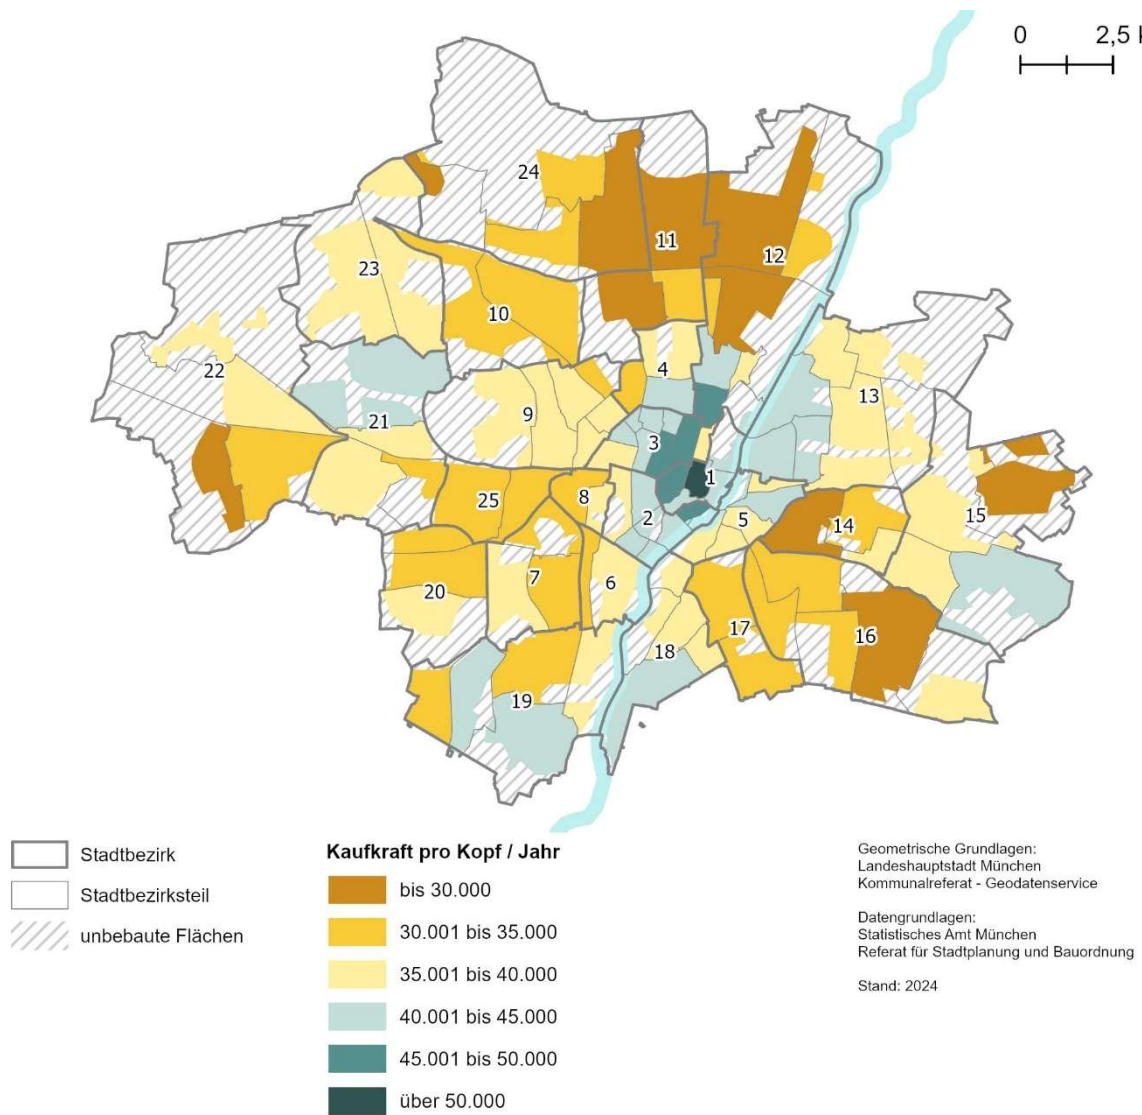 0 2,5
24
11
12
23
10
4
22
9
13
21
3
1
15
25
8
2
5
14
7
6
20
17
16
18
19
Stadtbezirk
Stadtbezirksteil
unbebaute Flächen
Kaufkraft pro Kopf / Jahr
bis 30.000
30.001 bis 35.000
35.001 bis 40.000
40.001 bis 45.000
45.001 bis 50.000
über 50.000
Geometrische Grundlagen:
Landeshauptstadt München
Kommunalreferat - Geodatenservice
Datengrundlagen:
Statistisches Amt München
Referat für Stadtplanung und Bauordnung
Stand: 2024